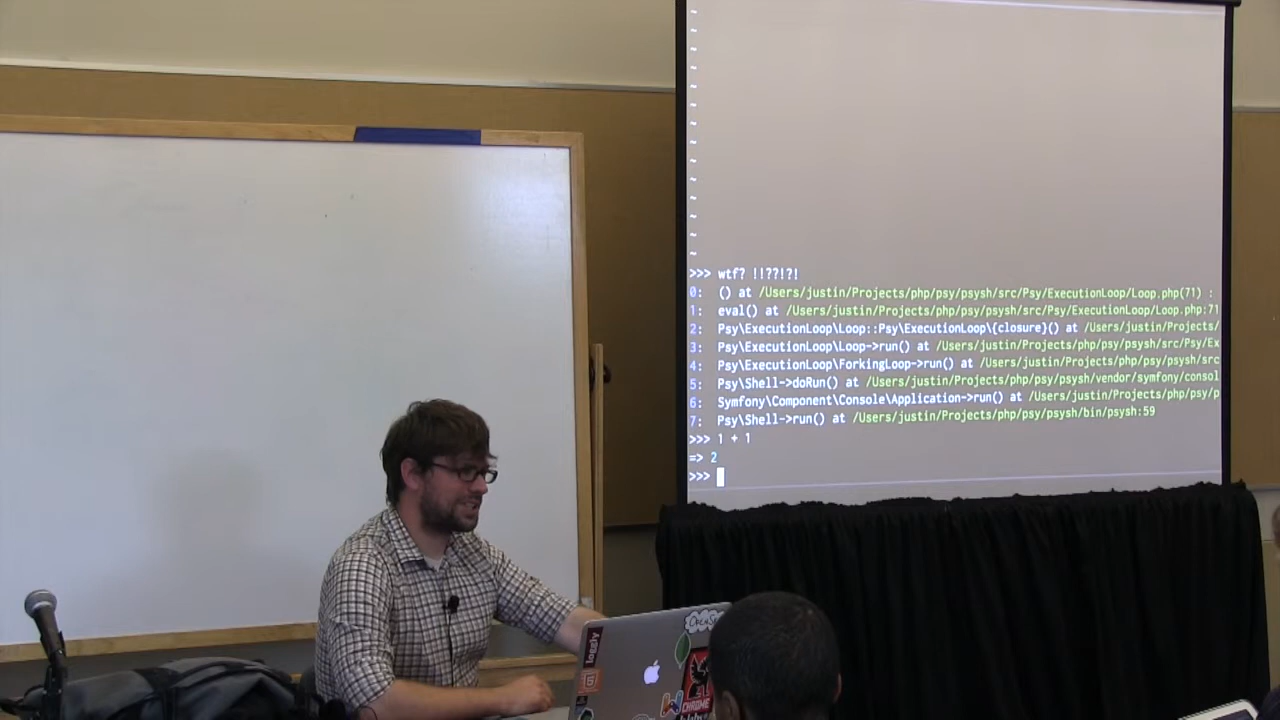 ~
~
~
~
~
~
~
~
~
~
~
~
~
~
>>> wtf? !!??!?!
0:  () at /Users/justin/Projects/php/psy/psysh/src/Psy/ExecutionLoop/Loop.php(71) :
1:  eval() at /Users/justin/Projects/php/psy/psysh/src/Psy/ExecutionLoop/Loop.php:71
2:  Psy\ExecutionLoop\Loop::Psy\ExecutionLoop\{closure}() at /Users/justin/Projects/
3:  Psy\ExecutionLoop\Loop->run() at /Users/justin/Projects/php/psy/psysh/src/Psy/Ex
4:  Psy\ExecutionLoop\ForkingLoop->run() at /Users/justin/Projects/php/psy/psysh/src
5:  Psy\Shell->doRun() at /Users/justin/Projects/php/psy/psysh/vendor/symfony/consol
6:  Symfony\Component\Console\Application->run() at /Users/justin/Projects/php/psy/p
7:  Psy\Shell->run() at /Users/justin/Projects/php/psy/psysh/bin/psysh:59
>>> 1 + 1
=> 2
>>>
loggly
CHROME